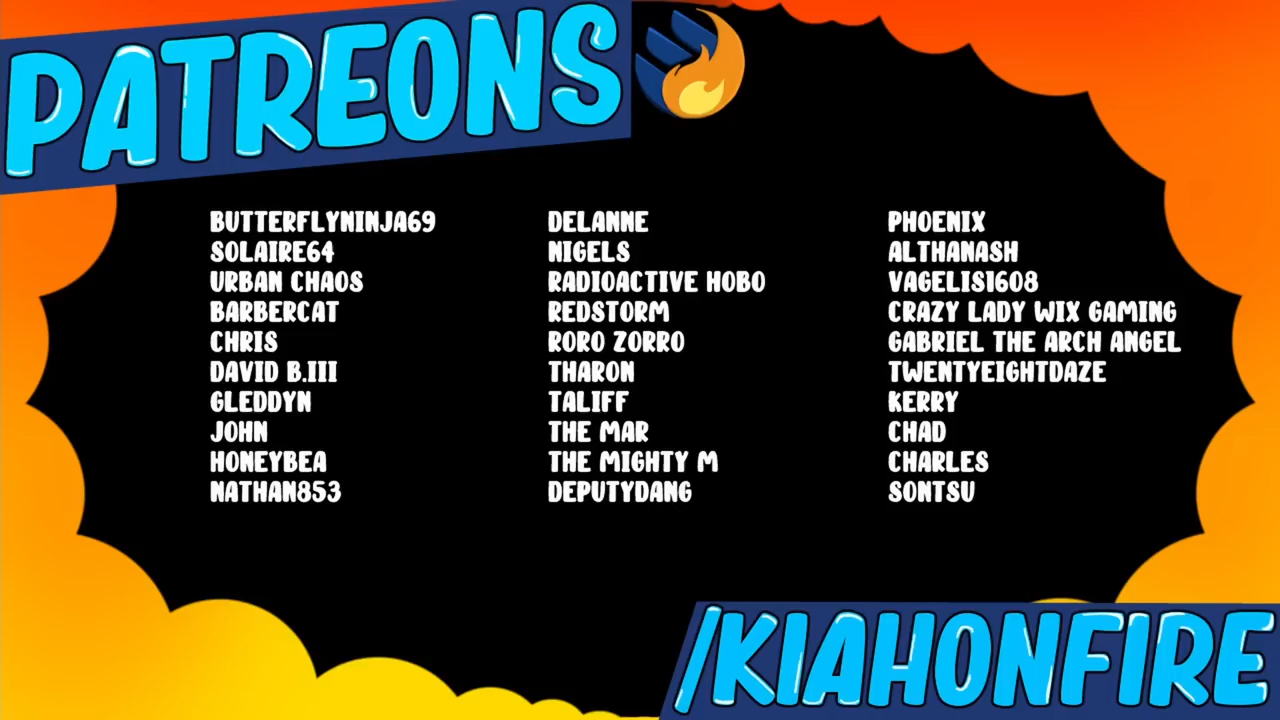 PATREONS
BUTTERFLYNINJA69
SOLAIRE64
URBAN CHAOS
BARBERCAT
CHRIS
DAVID B.III
GLEDDYN
JOHN
HONEYBEA
NATHAN853
DELANNE
NIGELS
RADIOACTIVE HOBO
REDSTORM
RORO ZORRO
THARON
TALIFF
THE MAR
THE MIGHTY M
DEPUTYDANG
PHOENIX
ALTHANASH
VAGELIS1608
CRAZY LADY WIX GAMING
GABRIEL THE ARCH ANGEL
TWENTYEIGHTDAZE
KERRY
CHAD
CHARLES
SONTSU
/KIAHONFIRE